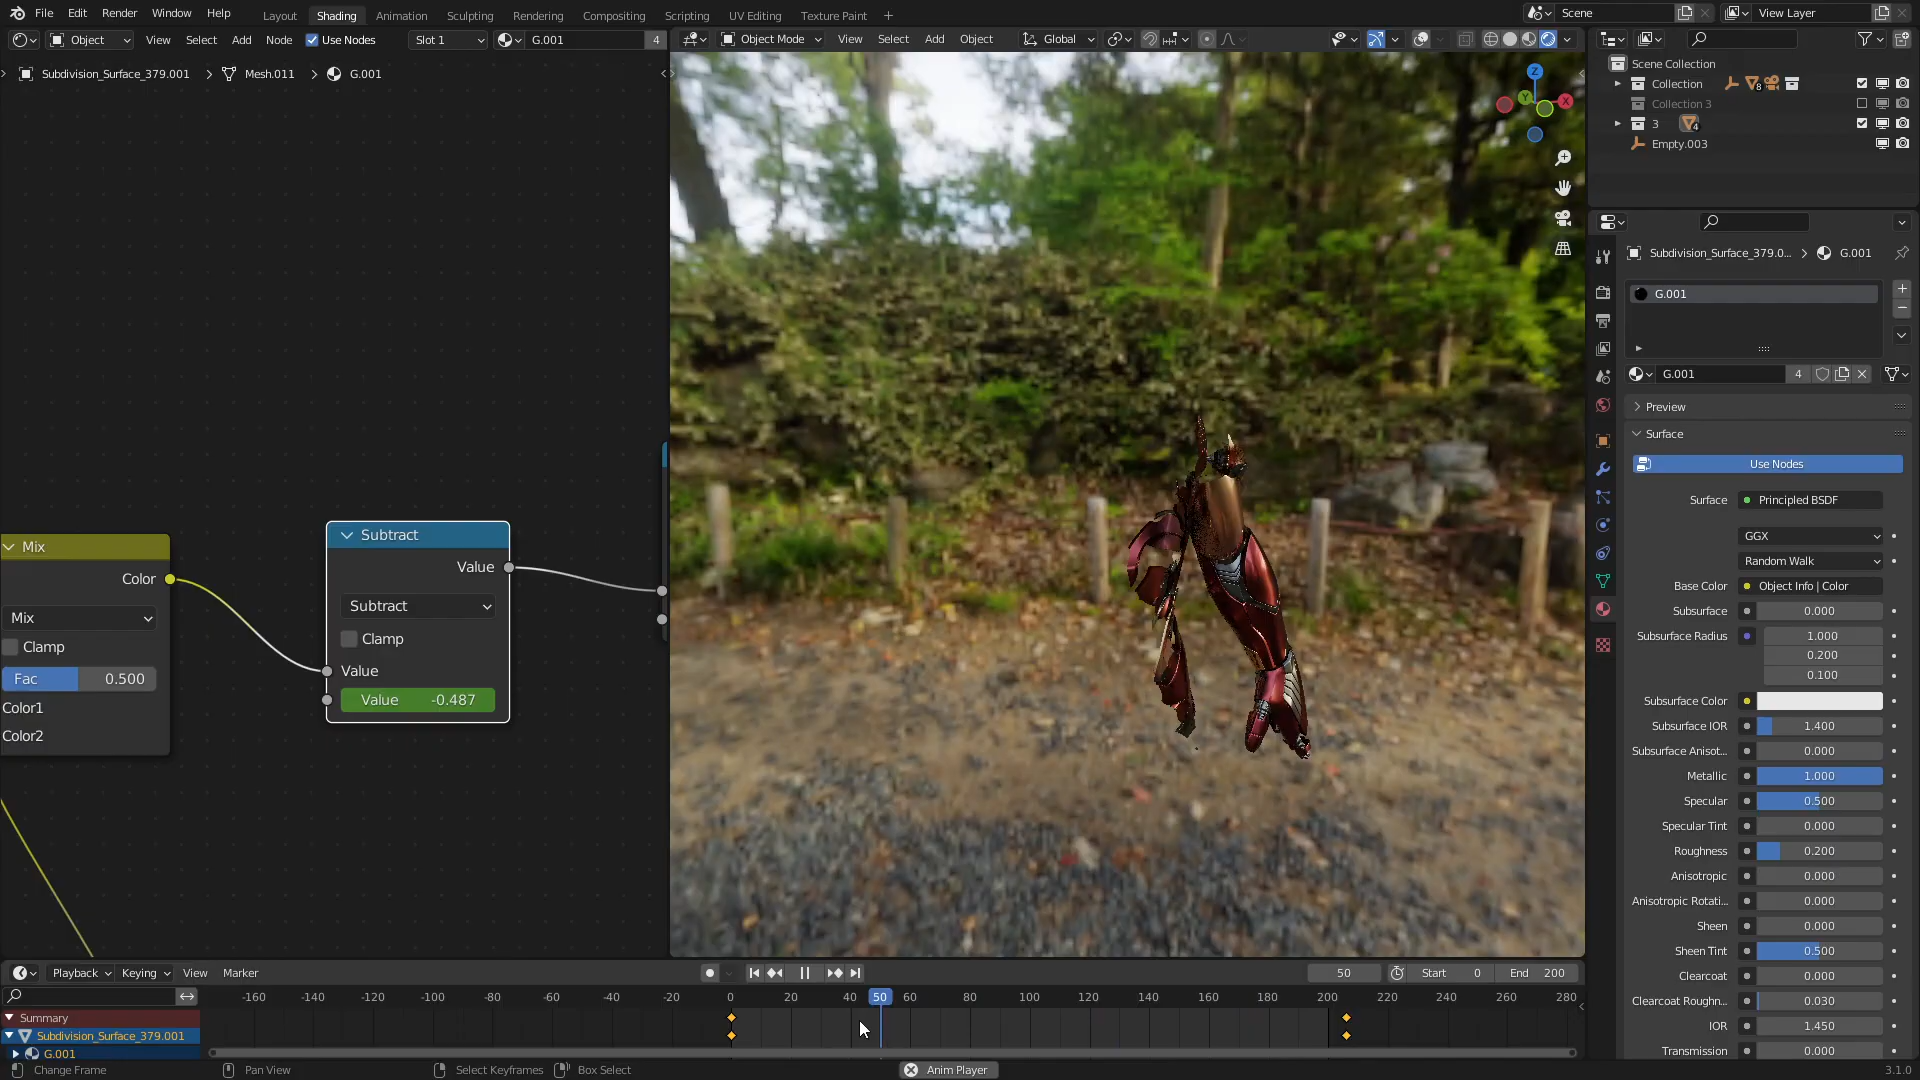 File Edit Render Window Help Layout Shading Animation Sculpting Rendering Compositing Scripting UV Editing Texture Paint + Scene View Layer
Object View Select Add Object Node Use Nodes Slot 1 G.001 4 Object Mode View Select Add Object Global
Subdivision_Surface_379.001 > Mesh.011 > G.001
Scene Collection
Collection 8
Collection 3
3 4
Empty.003
Z
Y
X
Subdivision_Surface_379.0... > G.001
G.001
G.001 4
Preview
Surface
Use Nodes
Surface Principled BSDF
GGX
Random Walk
Base Color Object Info | Color
Subsurface 0.000
Subsurface Radius 1.000
0.200
0.100
Subsurface Color
Subsurface IOR 1.400
Subsurface Anisot... 0.000
Metallic 1.000
Specular 0.500
Specular Tint 0.000
Roughness 0.200
Anisotropic 0.000
Anisotropic Rotati... 0.000
Sheen 0.000
Sheen Tint 0.500
Clearcoat 0.000
Clearcoat Roughn... 0.030
IOR 1.450
Transmission 0.000
Mix
Color
Mix
Clamp
Fac 0.500
Color1
Color2
Subtract
Value
Subtract
Clamp
Value
Value -0.487
Playback Keying View Marker 50 Start 0 End 200
-160 -140 -120 -100 -80 -60 -40 -20 0 20 40 50 60 80 100 120 140 160 180 200 220 240 260 280
Summary
Subdivision_Surface_379.001
G.001
Change Frame Pan View Select Keyframes Box Select Anim Player 3.1.0